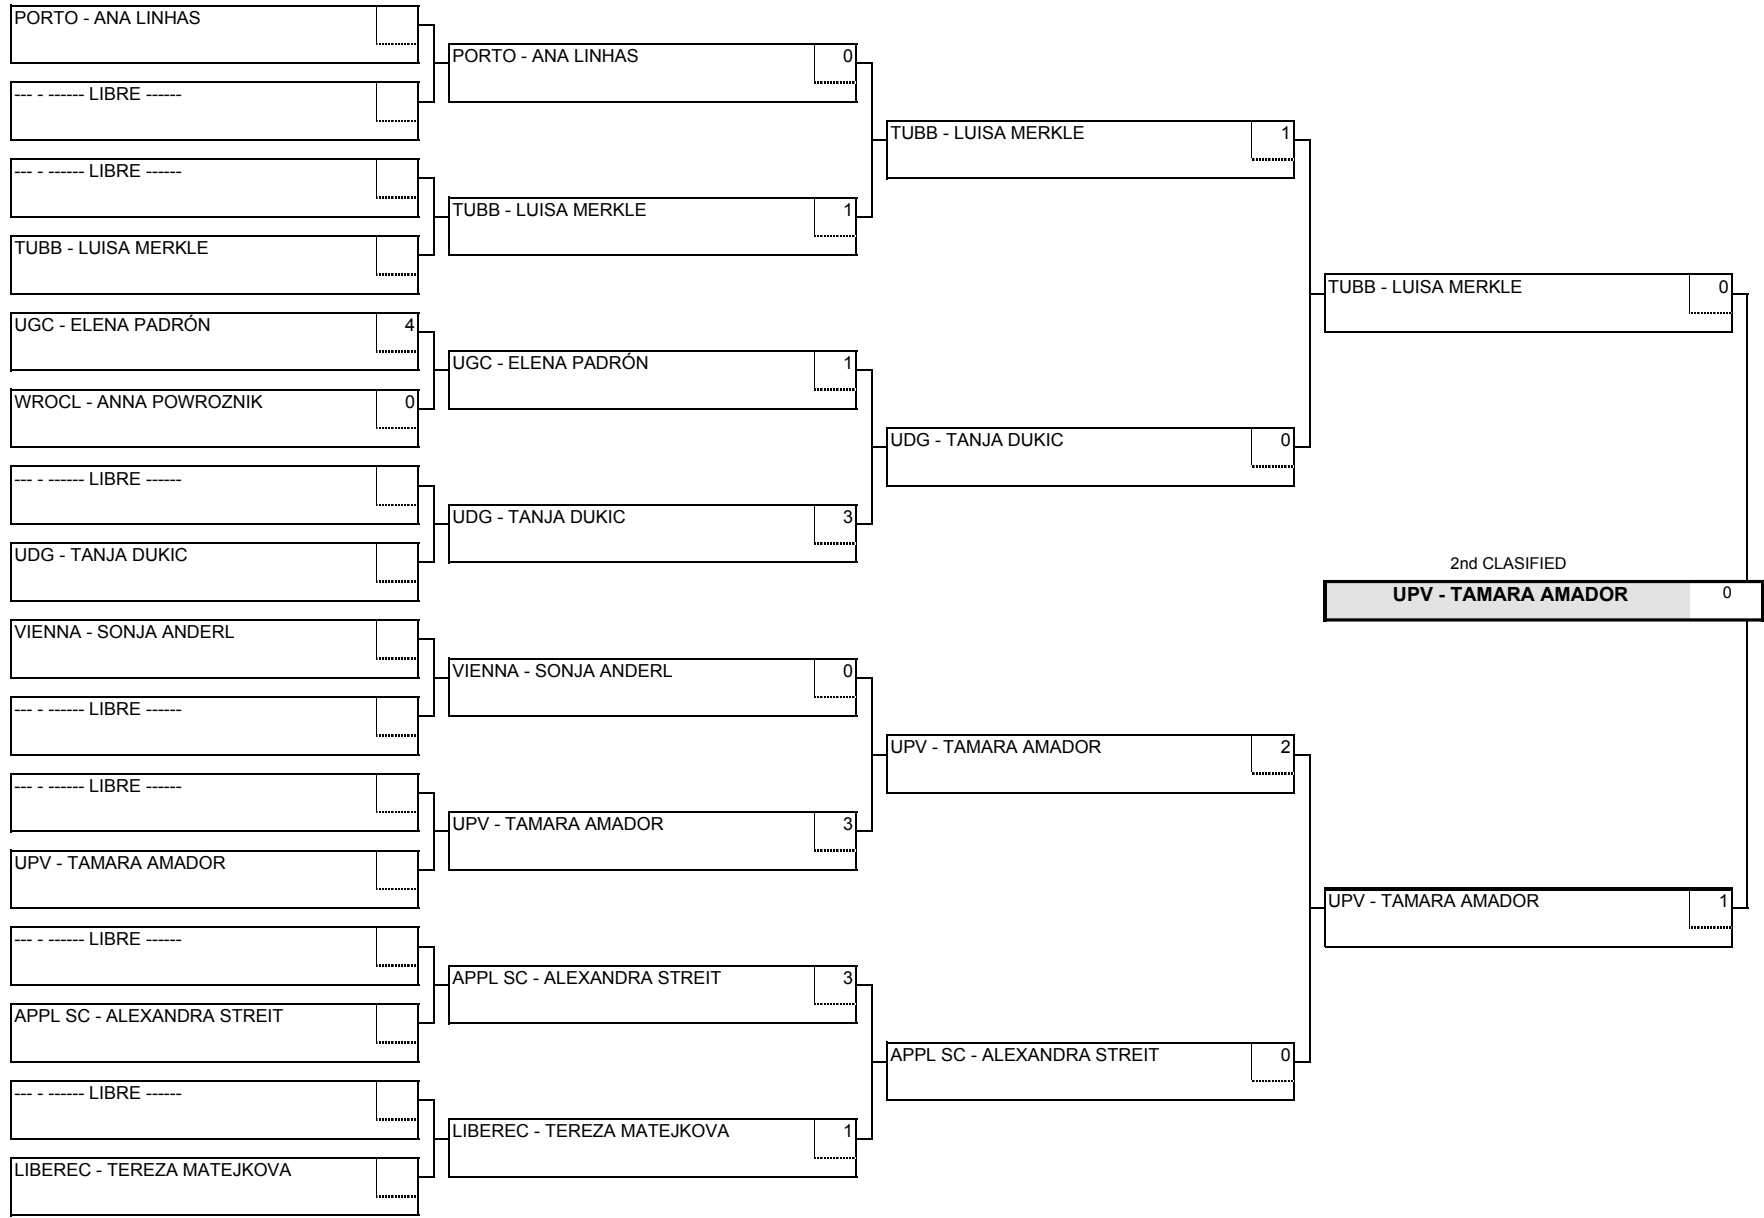 PORTO - ANA LINHAS
--- - ------ LIBRE ------
--- - ------ LIBRE ------
TUBB - LUISA MERKLE
UGC - ELENA PADRÓN 4
WROCL - ANNA POWROZNIK 0
--- - ------ LIBRE ------
UDG - TANJA DUKIC
VIENNA - SONJA ANDERL
--- - ------ LIBRE ------
--- - ------ LIBRE ------
UPV - TAMARA AMADOR
--- - ------ LIBRE ------
APPL SC - ALEXANDRA STREIT
--- - ------ LIBRE ------
LIBEREC - TEREZA MATEJKOVA
PORTO - ANA LINHAS 0
TUBB - LUISA MERKLE 1
UGC - ELENA PADRÓN 1
UDG - TANJA DUKIC 3
VIENNA - SONJA ANDERL 0
UPV - TAMARA AMADOR 3
APPL SC - ALEXANDRA STREIT 3
LIBEREC - TEREZA MATEJKOVA 1
TUBB - LUISA MERKLE 1
UDG - TANJA DUKIC 0
UPV - TAMARA AMADOR 2
APPL SC - ALEXANDRA STREIT 0
TUBB - LUISA MERKLE 0
2nd CLASIFIED
UPV - TAMARA AMADOR 0
UPV - TAMARA AMADOR 1